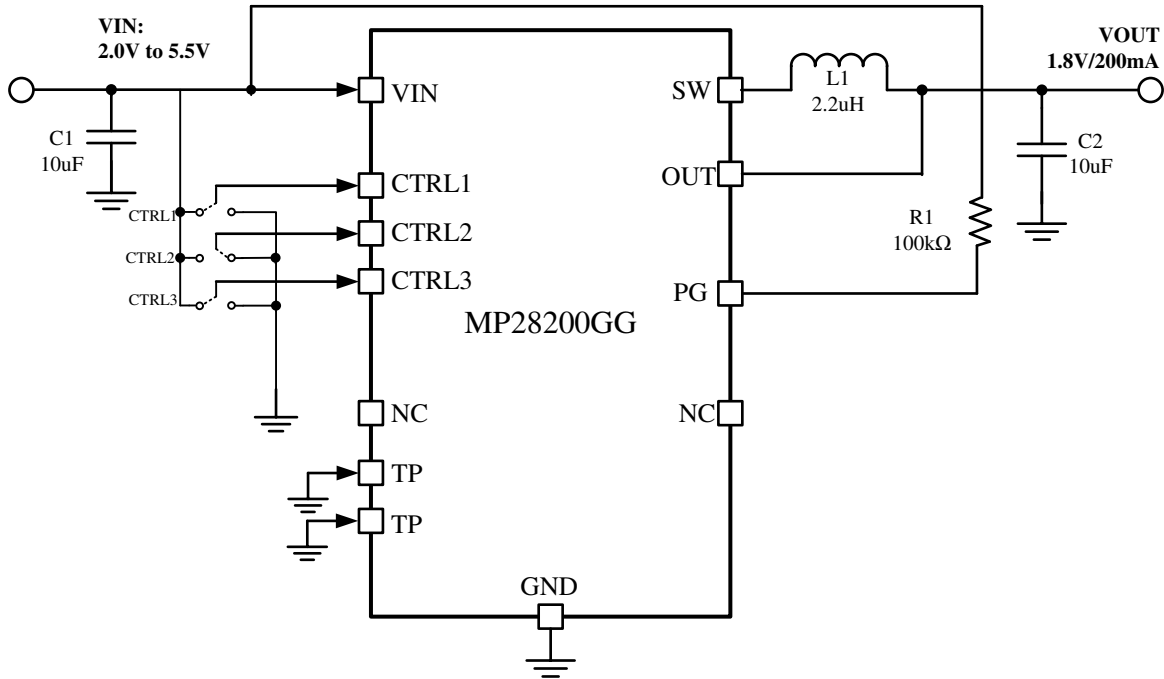 VIN:
2.0V to 5.5V
VOUT
1.8V/200mA
VIN
SW
L1
2.2uH
C1
10uF
C2
10uF
CTRL1
OUT
CTRL1
CTRL2
R1
100kΩ
CTRL2
CTRL3
CTRL3
PG
MP28200GG
NC
NC
TP
TP
GND